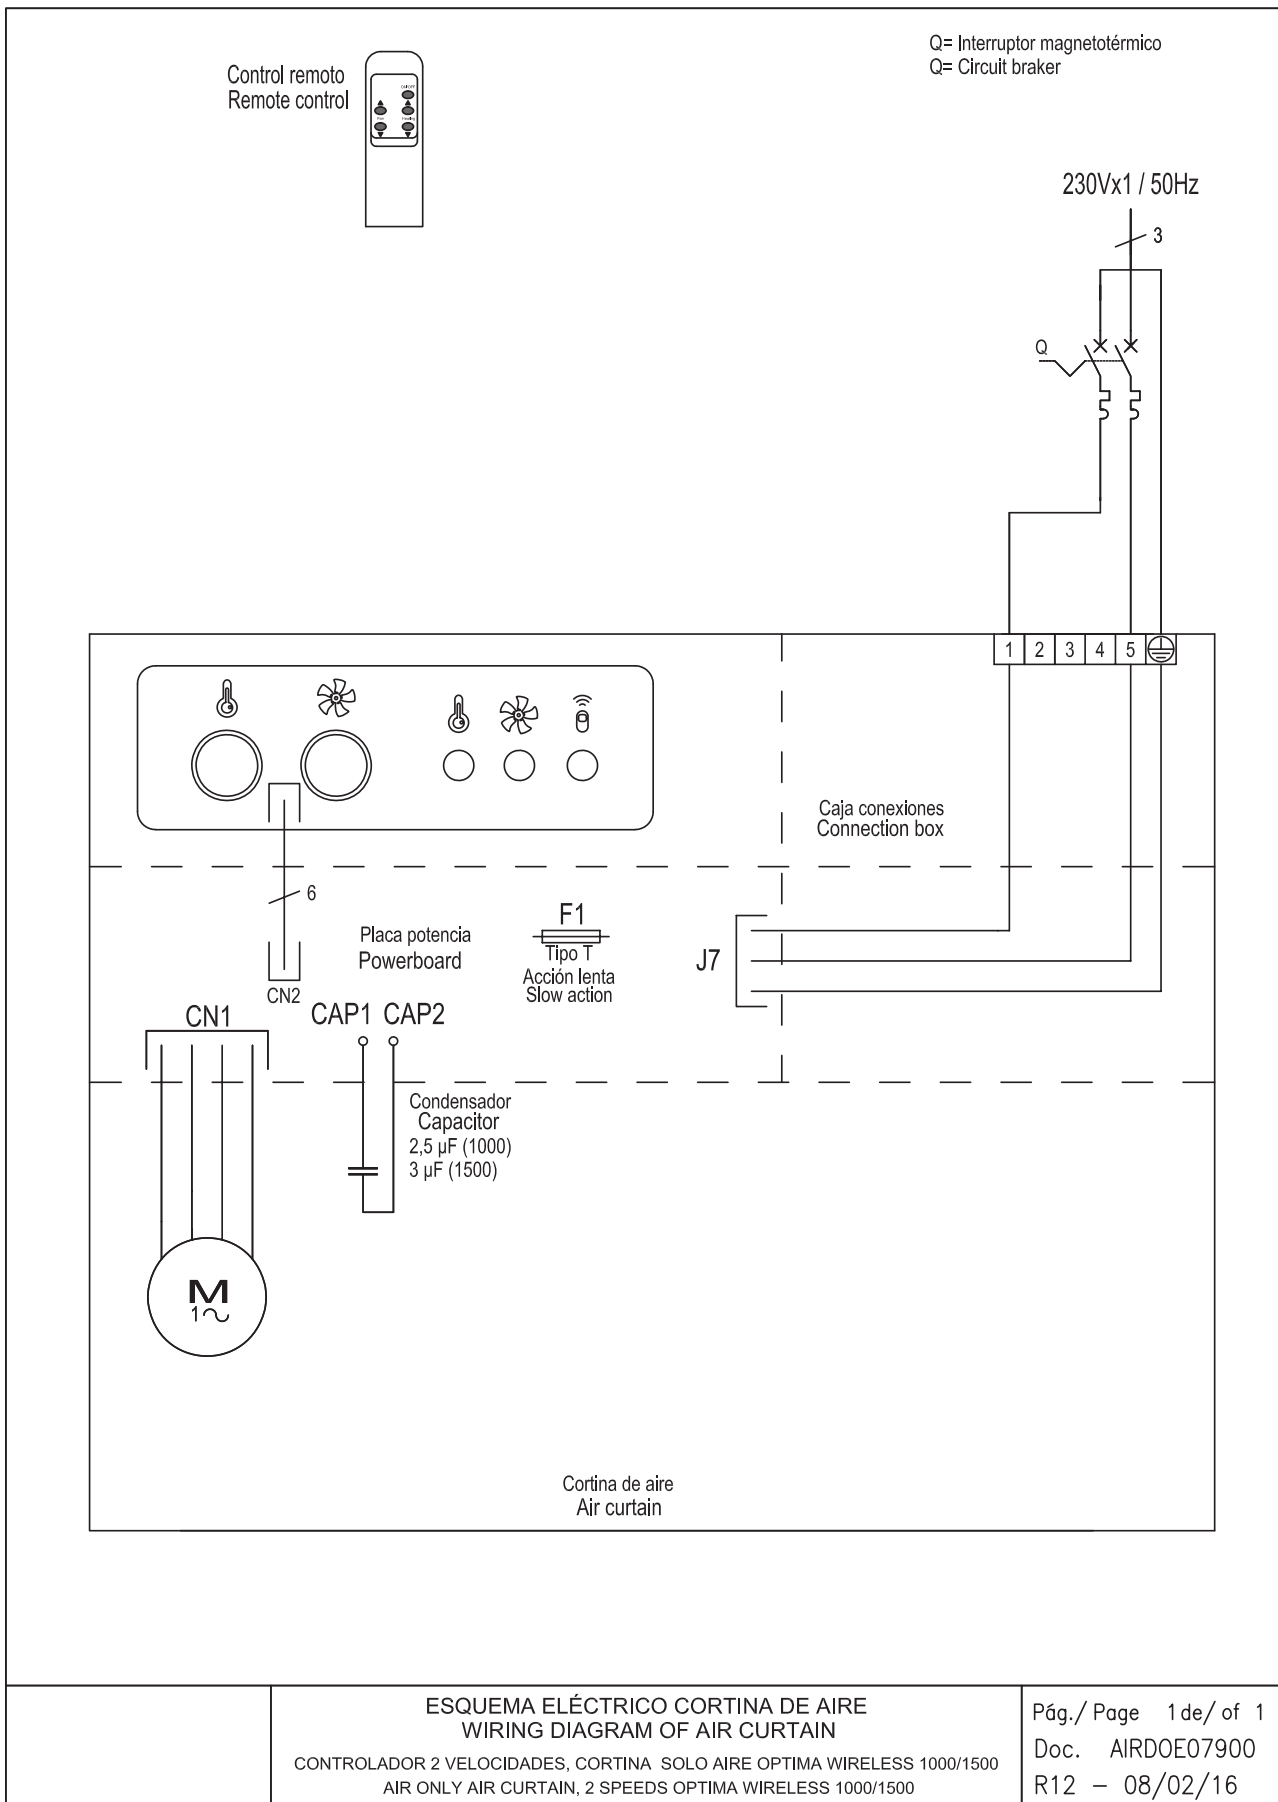 Control remoto
Remote control
ON/OFF
Fan
Heating
Q= Interruptor magnetotérmico
Q= Circuit braker
230Vx1 / 50Hz
3
Q
1 2 3 4 5
Caja conexiones
Connection box
6
CN2
Placa potencia
Powerboard
F1
Tipo T
Acción lenta
Slow action
J7
CN1
CAP1 CAP2
Condensador
Capacitor
2,5 µF (1000)
3 µF (1500)
M
1~
Cortina de aire
Air curtain
ESQUEMA ELÉCTRICO CORTINA DE AIRE
WIRING DIAGRAM OF AIR CURTAIN
CONTROLADOR 2 VELOCIDADES, CORTINA SOLO AIRE OPTIMA WIRELESS 1000/1500
AIR ONLY AIR CURTAIN, 2 SPEEDS OPTIMA WIRELESS 1000/1500
Pág./ Page 1 de/ of 1
Doc. AIRDOE07900
R12 - 08/02/16